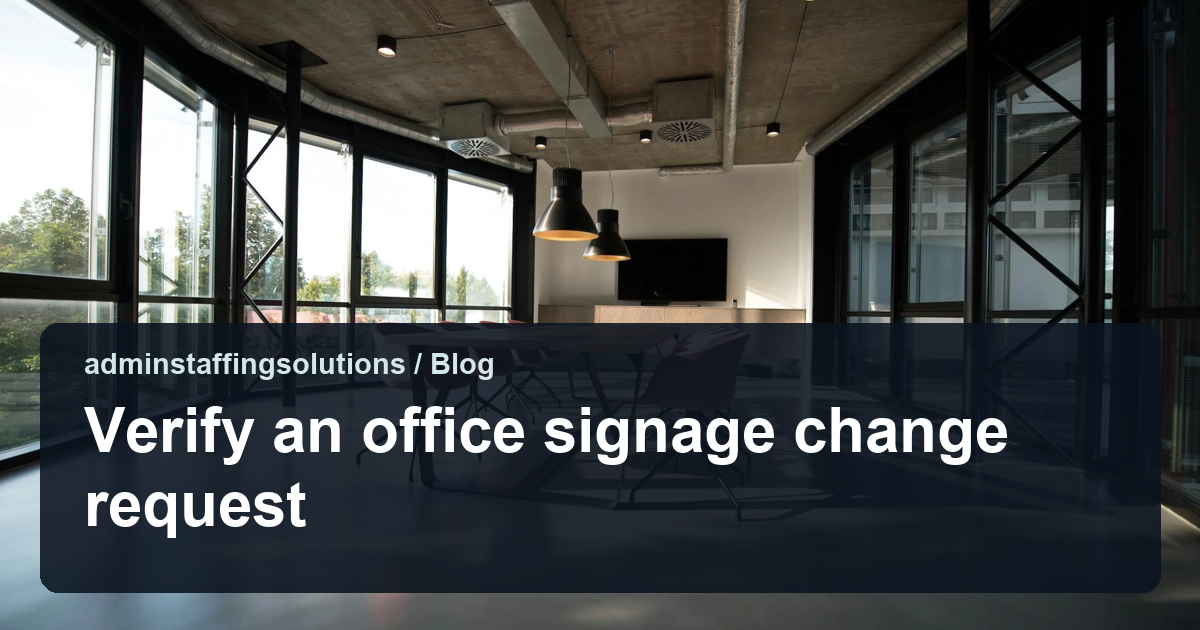 adminstaffingsolutions / Blog
Verify an office signage change
request